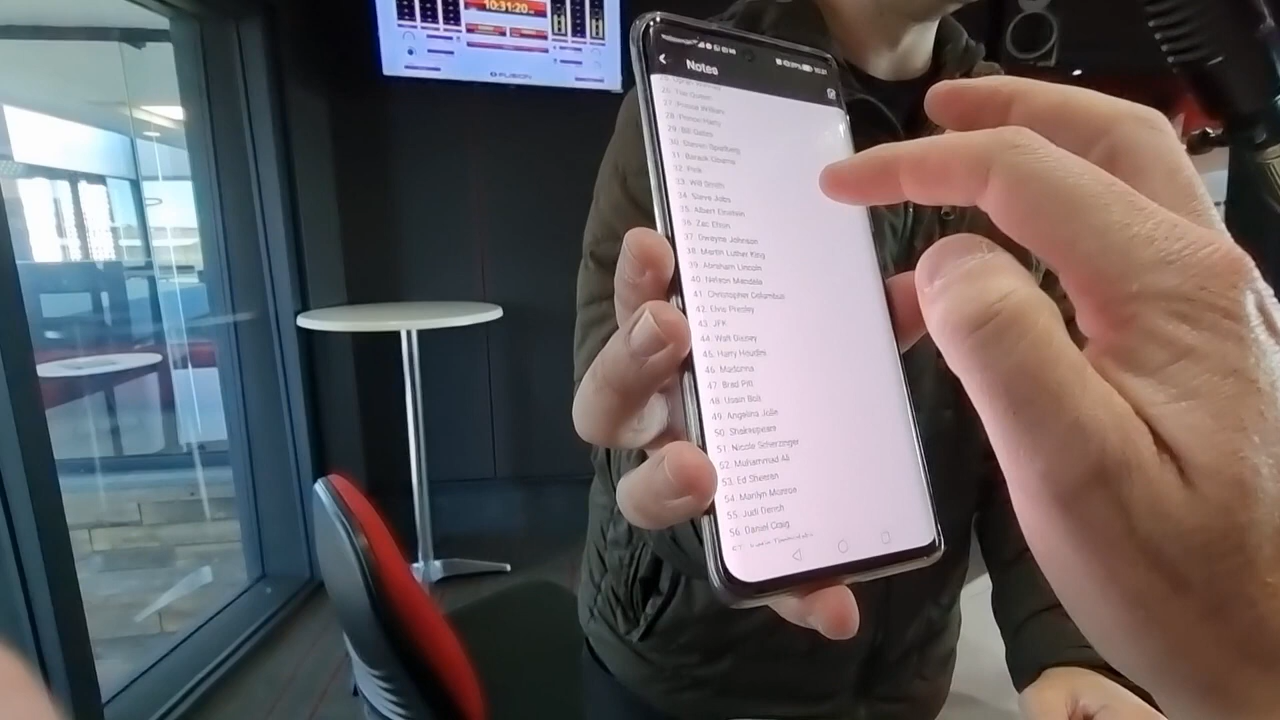 10:31:20
FUSION
Notes
26. The Queen
27. Prince William
28. Prince Harry
29. Bill Gates
30. Steven Spielberg
31. Barack Obama
32. Pink
33. Will Smith
34. Steve Jobs
35. Albert Einstein
36. Zac Efron
37. Dwayne Johnson
38. Martin Luther King
39. Abraham Lincoln
40. Nelson Mandela
41. Christopher Columbus
42. Elvis Presley
43. JFK
44. Walt Disney
45. Harry Houdini
46. Madonna
47. Brad Pitt
48. Usain Bolt
49. Angelina Jolie
50. Shakespeare
51. Nicole Scherzinger
52. Muhammad Ali
53. Ed Sheeran
54. Marilyn Monroe
55. Judi Dench
56. Daniel Craig